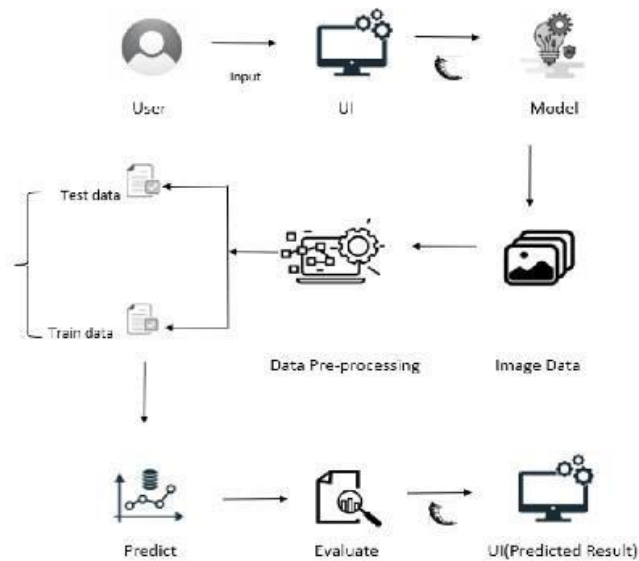 Input
User
UI
Model
Test data
Train data
Data Pre-processing
Image Data
Predict
Evaluate
UI(Predicted Result)